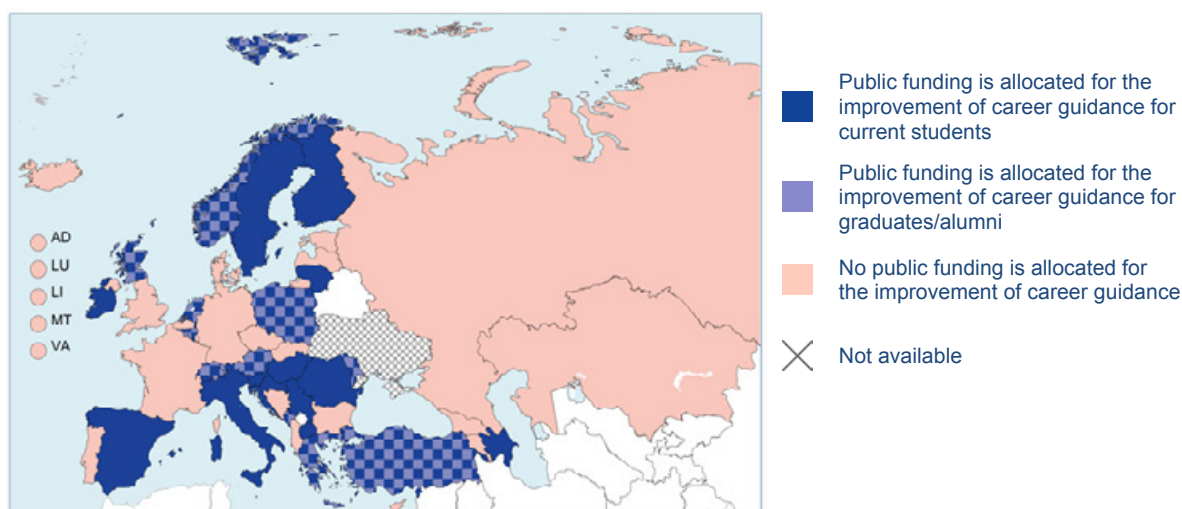 AD
LU
LI
MT
VA
Public funding is allocated for the
improvement of career guidance for
current students
Public funding is allocated for the
improvement of career guidance for
graduates/alumni
No public funding is allocated for
the improvement of career guidance
Not available